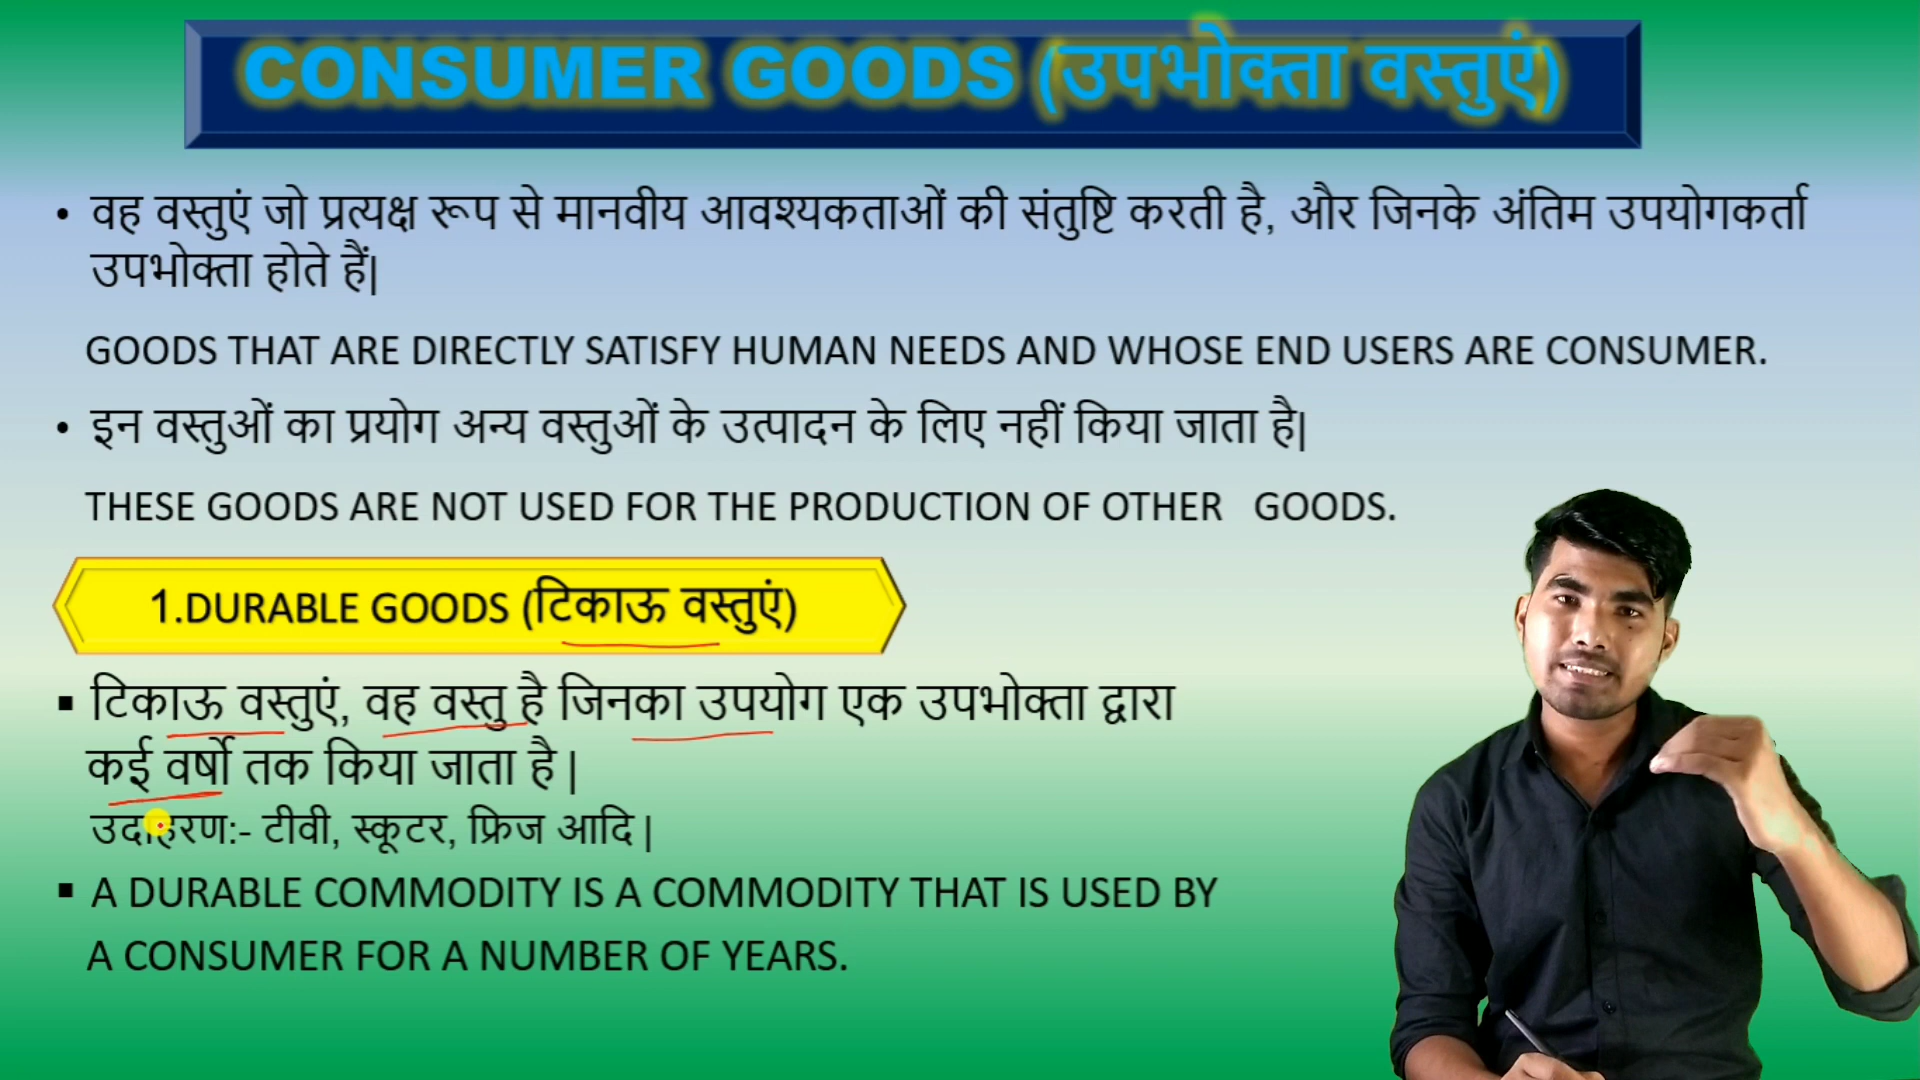 CONSUMER GOODS (उपभोक्ता वस्तुएं)
• वह वस्तुएं जो प्रत्यक्ष रूप से मानवीय आवश्यकताओं की संतुष्टि करती है, और जिनके अंतिम उपयोगकर्ता
उपभोक्ता होते हैं|
GOODS THAT ARE DIRECTLY SATISFY HUMAN NEEDS AND WHOSE END USERS ARE CONSUMER.
• इन वस्तुओं का प्रयोग अन्य वस्तुओं के उत्पादन के लिए नहीं किया जाता है|
THESE GOODS ARE NOT USED FOR THE PRODUCTION OF OTHER GOODS.
1.DURABLE GOODS (टिकाऊ वस्तुएं)
▪ टिकाऊ वस्तुएं, वह वस्तु है जिनका उपयोग एक उपभोक्ता द्वारा
कई वर्षो तक किया जाता है |
उदाहरण:- टीवी, स्कूटर, फ्रिज आदि |
▪ A DURABLE COMMODITY IS A COMMODITY THAT IS USED BY
A CONSUMER FOR A NUMBER OF YEARS.